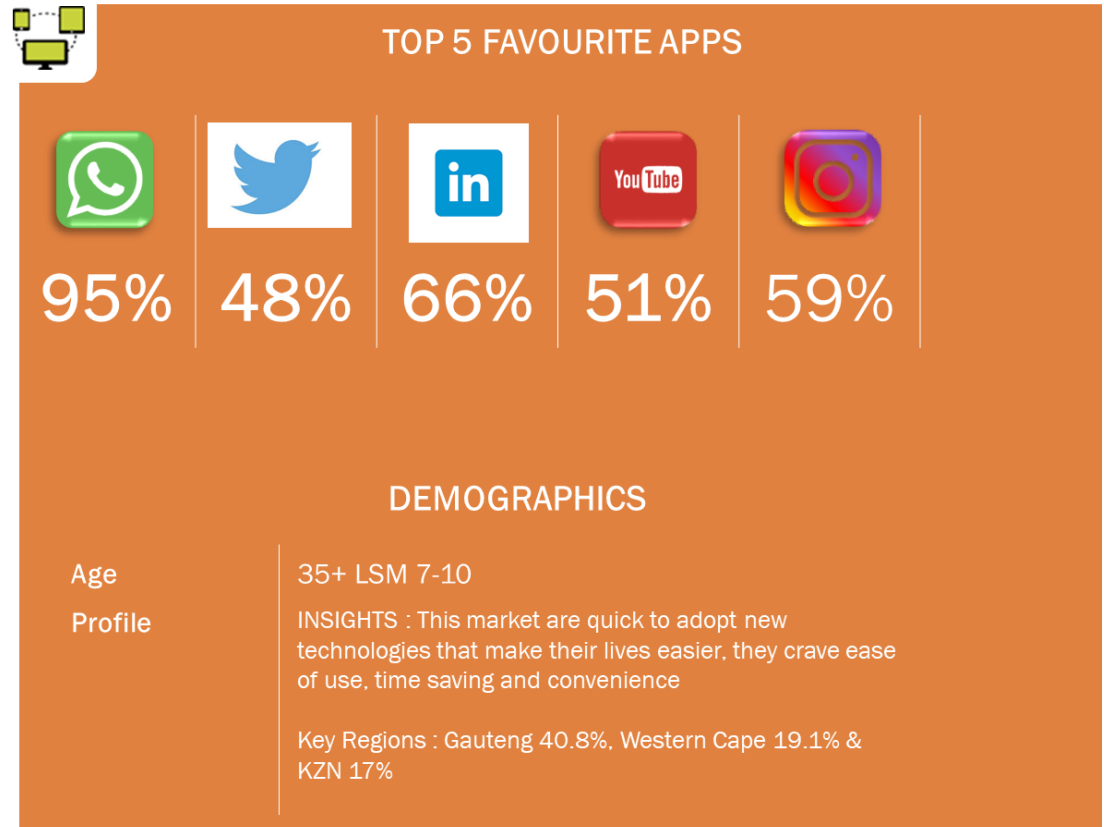 TOP 5 FAVOURITE APPS
in
You Tube
95%
48%
66%
51%
59%
DEMOGRAPHICS
Age
35+ LSM 7-10
Profile
INSIGHTS : This market are quick to adopt new
technologies that make their lives easier, they crave ease
of use, time saving and convenience
Key Regions : Gauteng 40.8%, Western Cape 19.1% &
KZN 17%